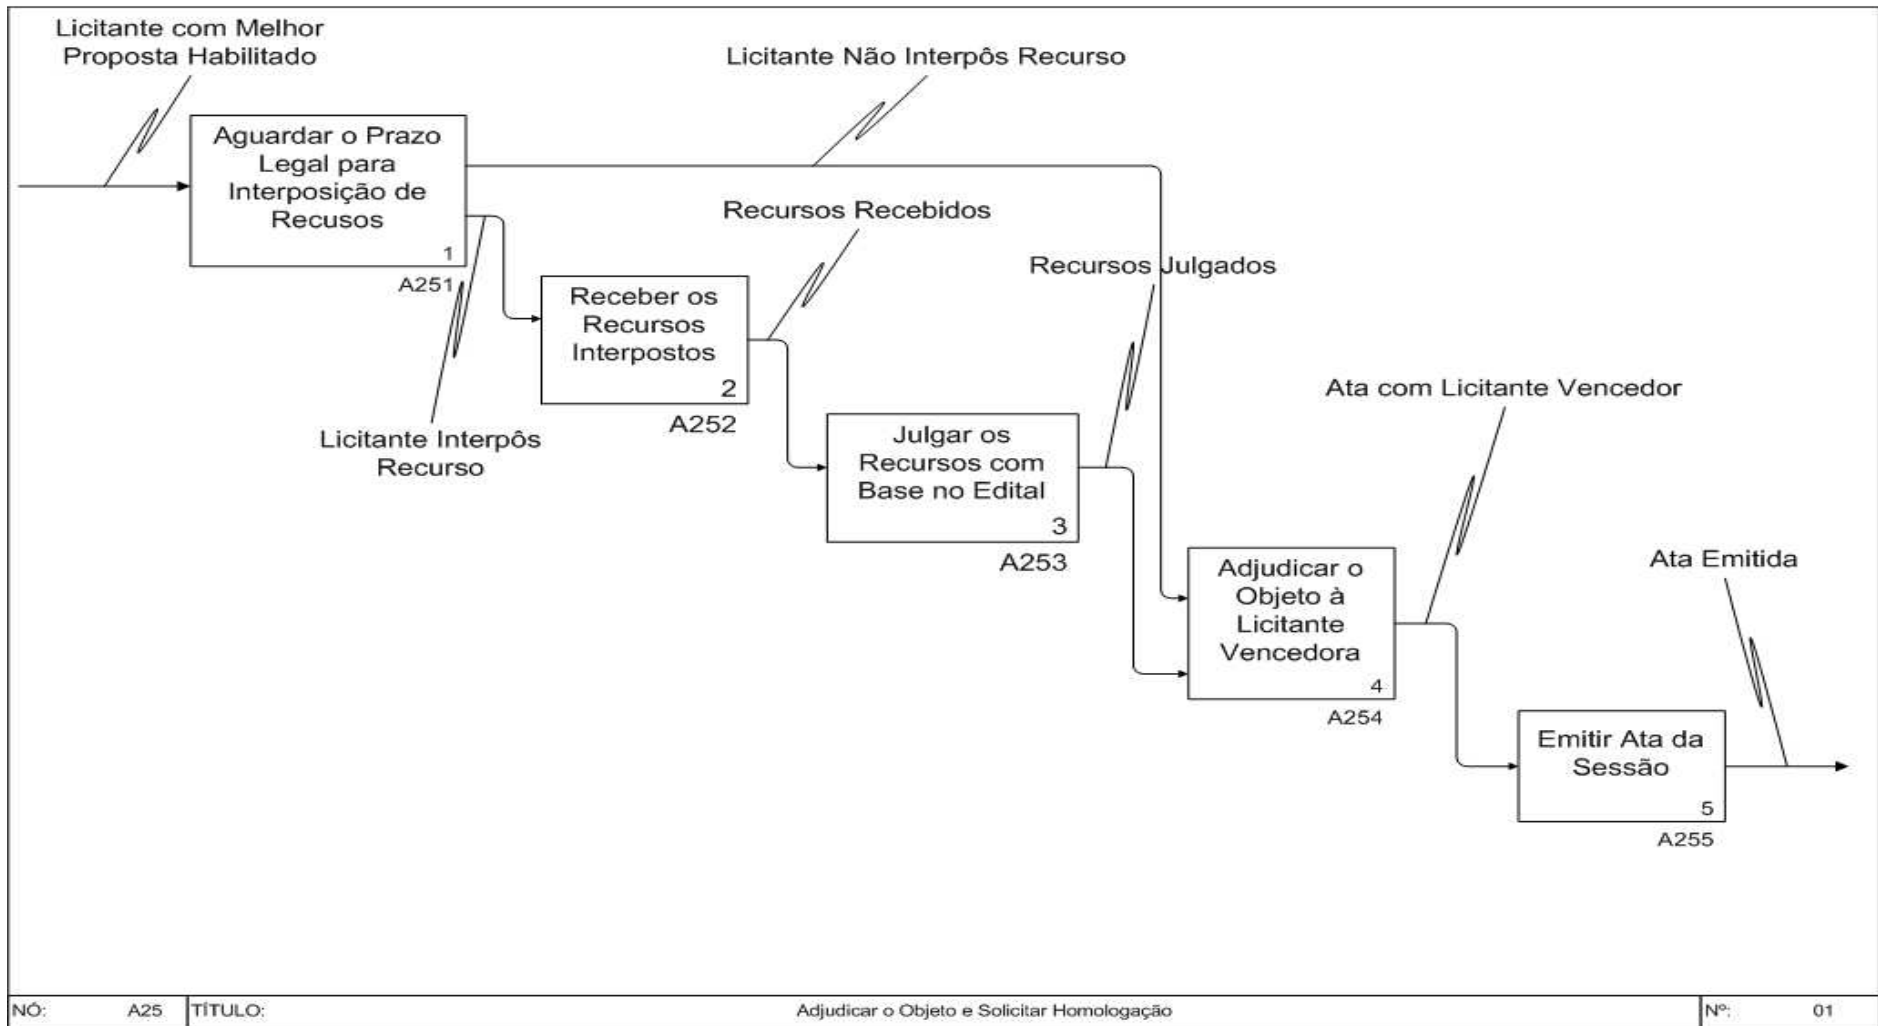 Licitante com Melhor
Proposta Habilitado
Licitante Não Interpôs Recurso
Aguardar o Prazo
Legal para
Interposição de
Recusos
1
A251
Recursos Recebidos
Recursos Julgados
Receber os
Recursos
Interpostos
2
A252
Licitante Interpôs
Recurso
Julgar os
Recursos com
Base no Edital
3
A253
Ata com Licitante Vencedor
Adjudicar o
Objeto à
Licitante
Vencedora
4
A254
Ata Emitida
Emitir Ata da
Sessão
5
A255
NÓ: A25 TÍTULO: Adjudicar o Objeto e Solicitar Homologação Nº: 01